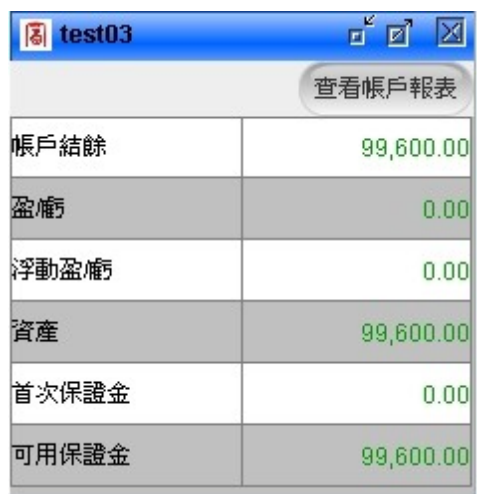 test03
查看帳戶報表
帳戶結餘 99,600.00
盈/虧 0.00
浮動盈/虧 0.00
資產 99,600.00
首次保證金 0.00
可用保證金 99,600.00